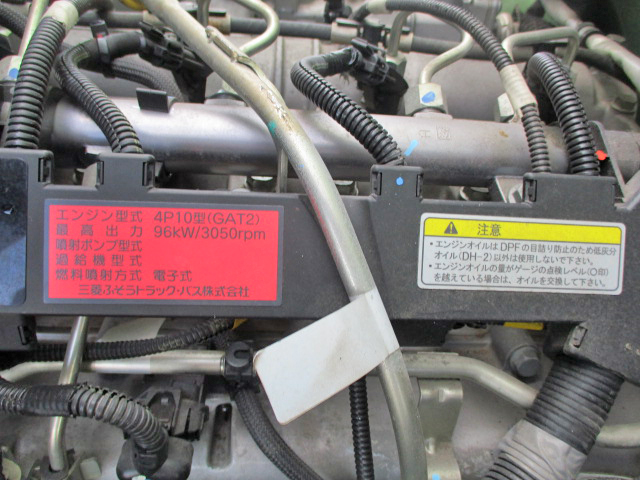 エンジン型式 4P10型(GAT2)
最高出力 96kW/3050rpm
噴射ポンプ型式
過給機型式
燃料噴射方式 電子式
三菱ふそうトラック・バス株式会社
注意
•エンジンオイルはDPFの目詰り防止のため低灰分
オイル(DH-2)以外は使用しないで下さい。
•エンジンオイルの量がゲージの点検レベル(○印)
を越えている場合は、オイルを交換して下さい。